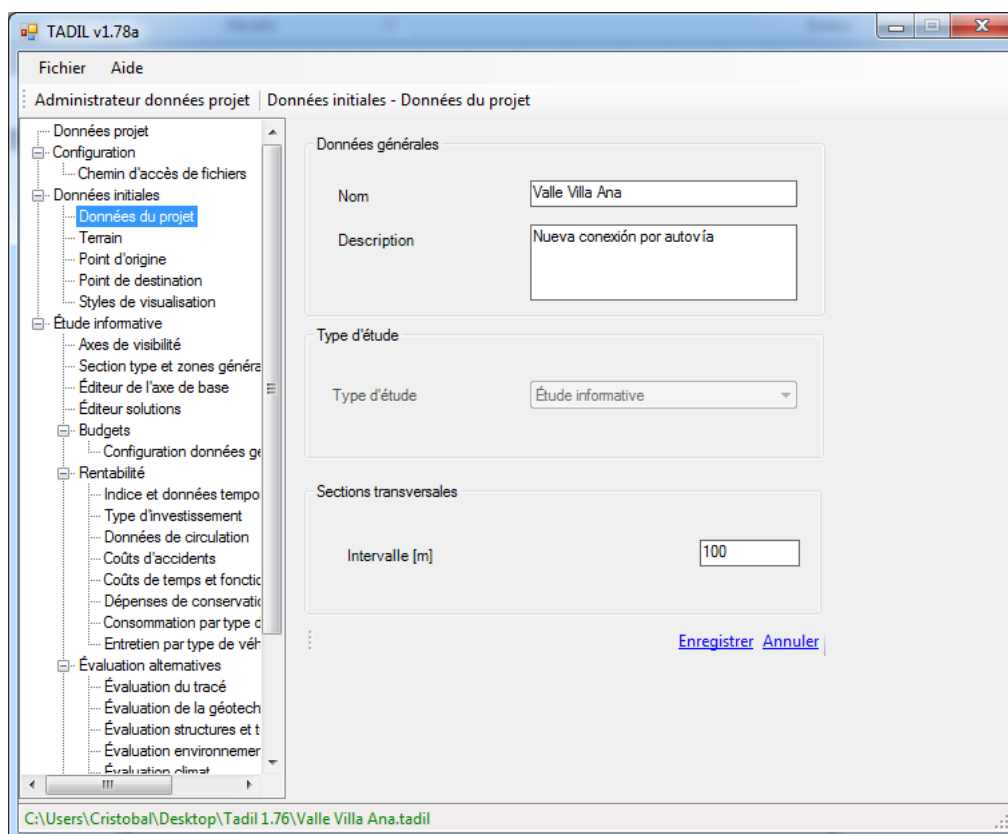 TADIL v1.78a
Fichier Aide
Administrateur données projet Données initiales - Données du projet
Données projet
Configuration
Chemin d'accès de fichiers
Données initiales
Données du projet
Terrain
Point d'origine
Point de destination
Styles de visualisation
Étude informative
Axes de visibilité
Section type et zones généra
Éditeur de l'axe de base
Éditeur solutions
Budgets
Configuration données ge
Rentabilité
Indice et données tempo
Type d'investissement
Données de circulation
Coûts d'accidents
Coûts de temps et fonctic
Dépenses de conservatic
Consommation par type d
Entretien par type de véh
Évaluation alternatives
Évaluation du tracé
Évaluation de la géotech
Évaluation structures et t
Évaluation environnemer
Évaluation climat
Données générales
Nom Valle Villa Ana
Description Nueva conexión por autovía
Type d'étude
Type d'étude Étude informative
Sections transversales
Intervalle [m] 100
Enregistrer Annuler
C:\Users\Cristobal\Desktop\Tadil 1.76\Valle Villa Ana.tadil